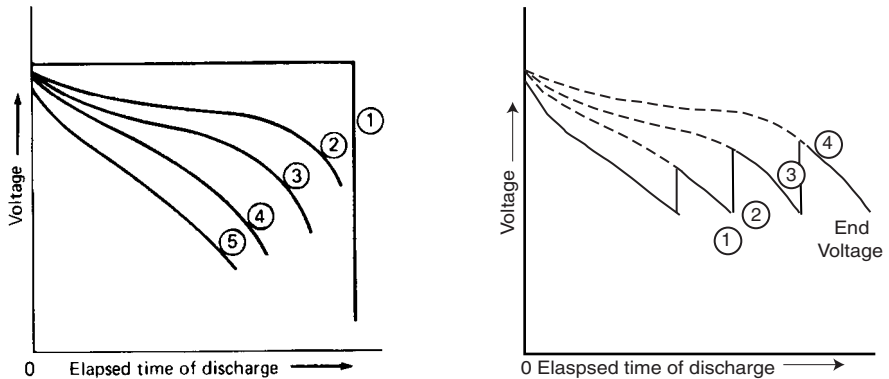 Voltage
①
②
③
④
⑤
0 Elapsed time of discharge
Voltage
④
③
②
①
End
Voltage
0 Elaspsed time of discharge